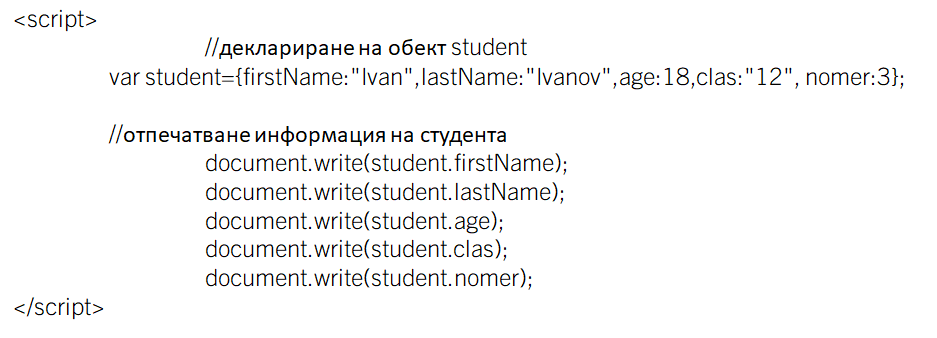 <script>
//деклариране на обект student
var student={firstName:"Ivan",lastName:"Ivanov",age:18,clas:"12", nomer:3};
//отпечатване информация на студента
document.write(student.firstName);
document.write(student.lastName);
document.write(student.age);
document.write(student.clas);
document.write(student.nomer);
</script>